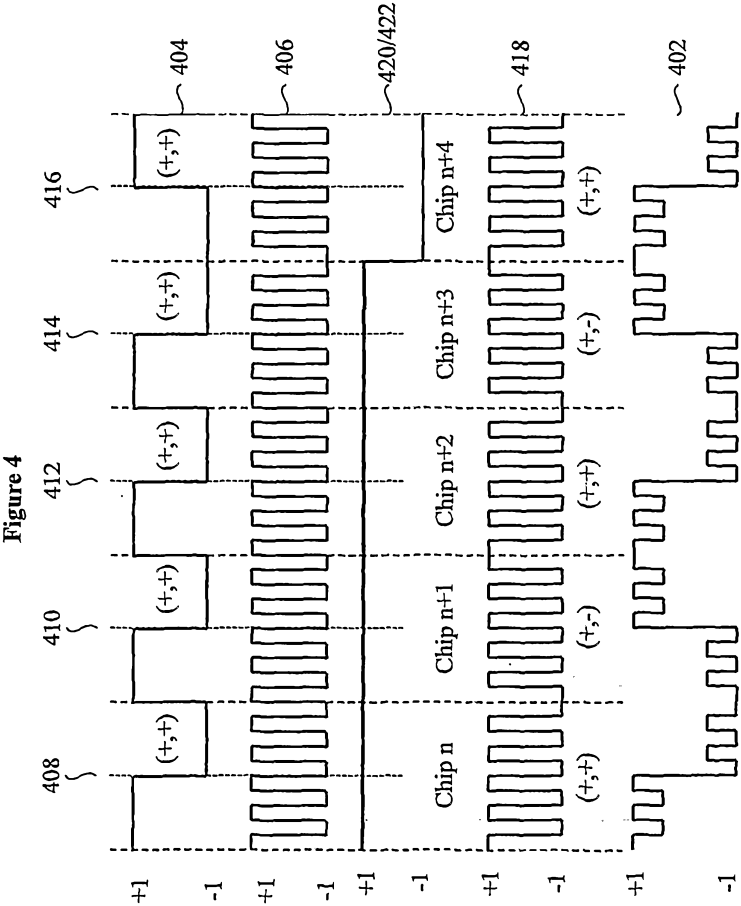 Figure 4
408 410 412 414 416
+1 (+,+) (+,+) (+,+) (+,+) (+,+) 404
-1
+1 406
-1
+1 420/422
-1
Chip n Chip n+1 Chip n+2 Chip n+3 Chip n+4
+1 418
-1
(+,+) (+,-) (+,+) (+,-) (+,+)
+1 402
-1